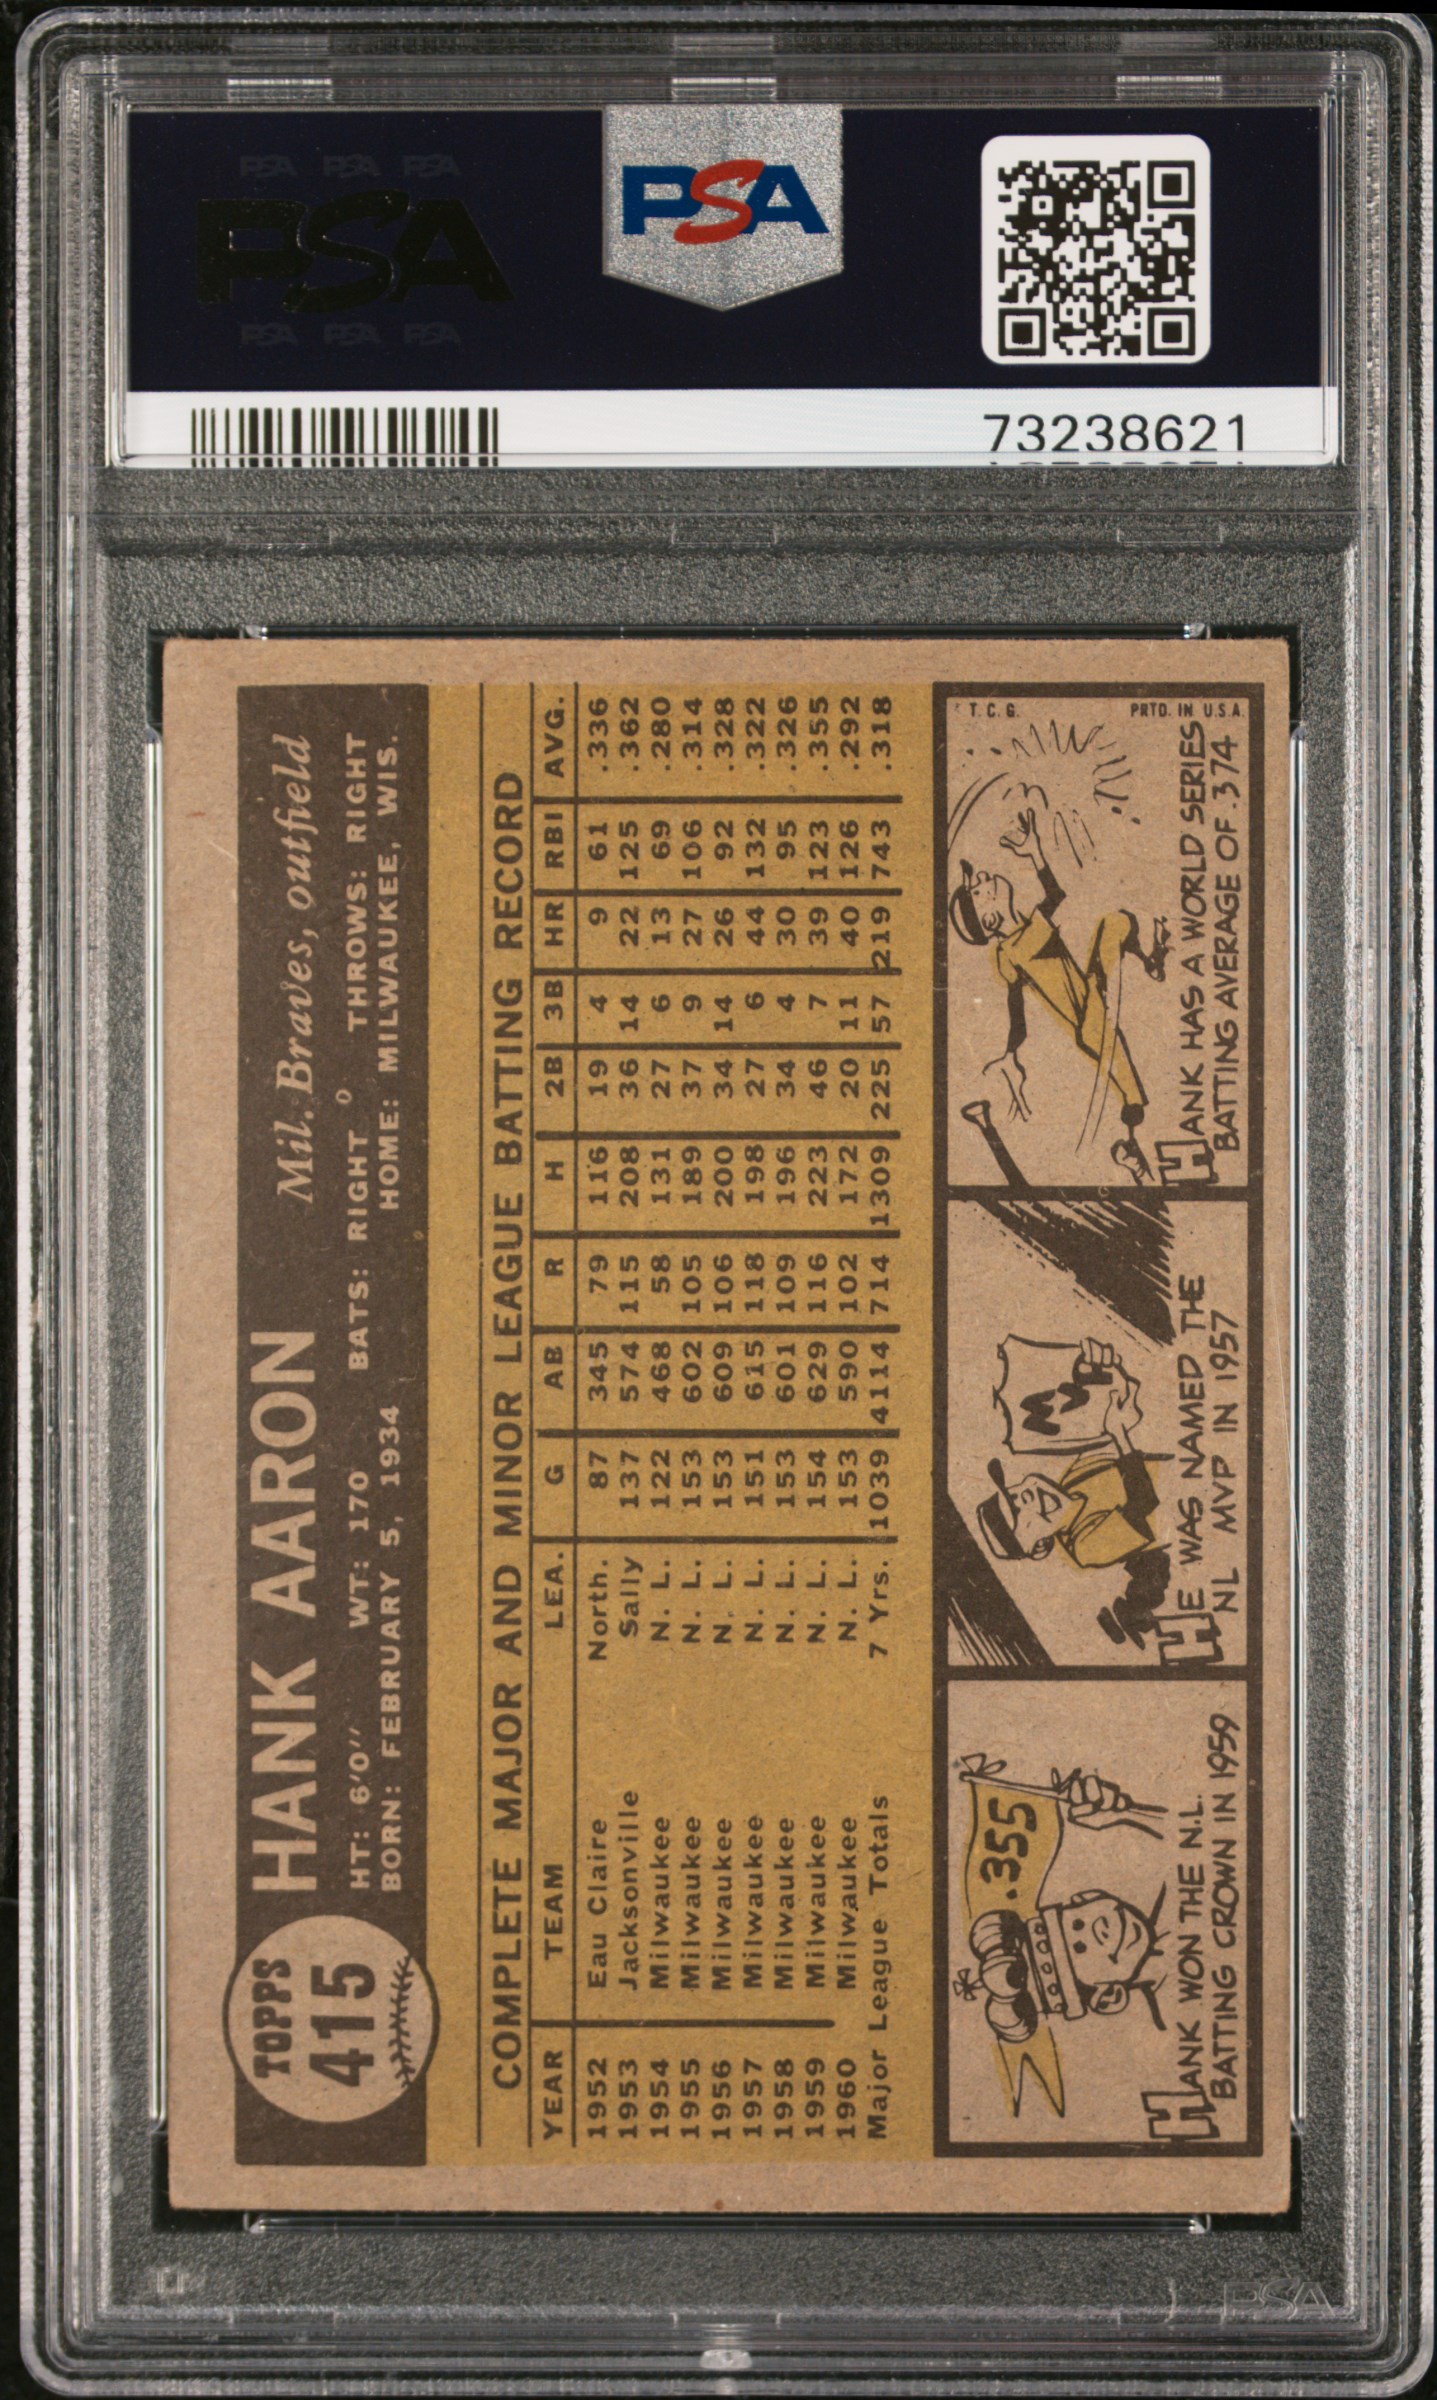 PSA PSA PSA
PSA
PSA PSA PSA
PSA
73238621
TOPPS
415
HANK AARON Mil. Braves, outfield
HT: 6'0" WT: 170 BATS: RIGHT THROWS: RIGHT
BORN: FEBRUARY 5, 1934 HOME: MILWAUKEE, WIS.
COMPLETE MAJOR AND MINOR LEAGUE BATTING RECORD
YEAR TEAM LEA. G AB R H 2B 3B HR RBI AVG.
1952 Eau Claire North. 87 345 79 116 19 4 9 61 .336
1953 Jacksonville Sally 137 574 115 208 36 14 22 125 .362
1954 Milwaukee N. L. 122 468 58 131 27 6 13 69 .280
1955 Milwaukee N. L. 153 602 105 189 37 9 27 106 .314
1956 Milwaukee N. L. 153 609 106 200 34 14 26 92 .328
1957 Milwaukee N. L. 151 615 118 198 27 6 44 132 .322
1958 Milwaukee N. L. 153 601 109 196 34 4 30 95 .326
1959 Milwaukee N. L. 154 629 116 223 46 7 39 123 .355
1960 Milwaukee N. L. 153 590 102 172 20 11 40 126 .292
Major League Totals 7 Yrs. 1039 4114 714 1309 225 57 219 743 .318
.355
HANK WON THE N.L.
BATTING CROWN IN 1959
MVP
HE WAS NAMED THE
NL MVP IN 1957
T. C. G.
PRTD. IN U.S.A.
HANK HAS A WORLD SERIES
BATTING AVERAGE OF .374
PSA